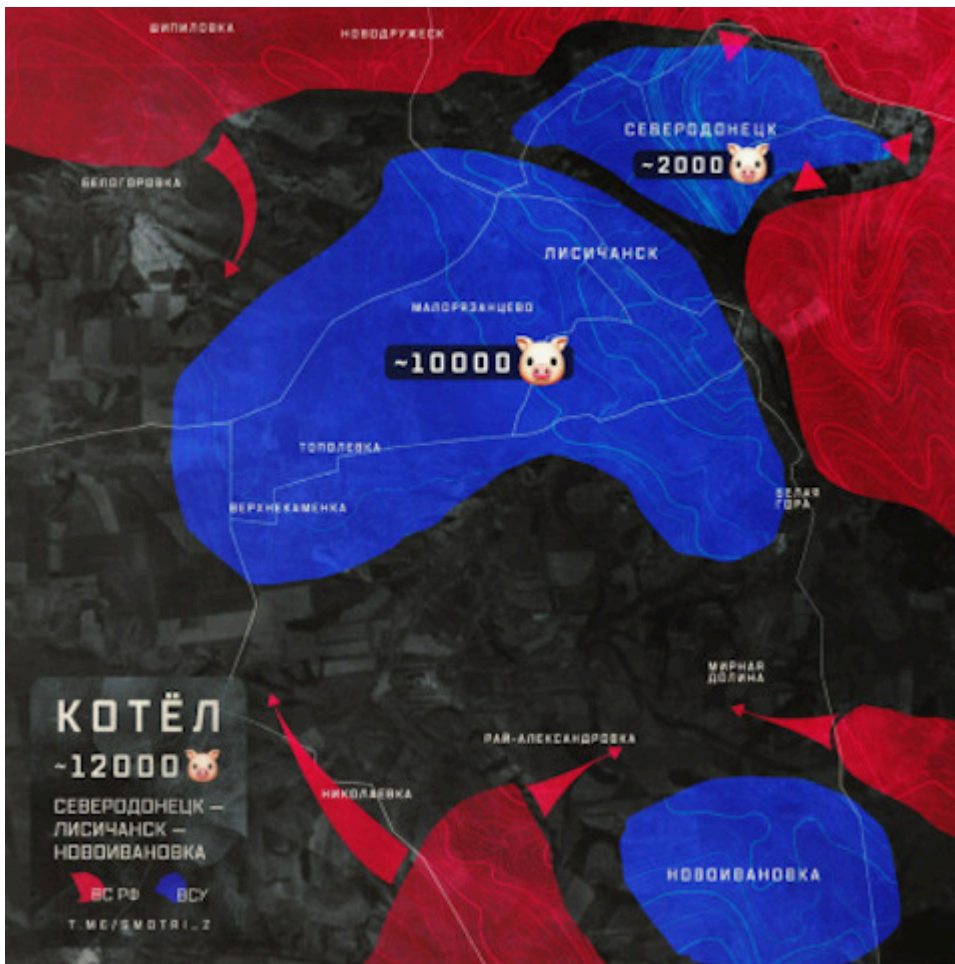 ШИПИЛОВКА
НОВОДРУЖЕСК
СЕВЕРОДОНЕЦК
~2000
БЕЛОГОРОВКА
ЛИСИЧАНСК
МАЛОРЯЗАНЦЕВО
~10000
ТОПОЛЕВКА
ВЕРХНЕКАМЕНКА
БЕЛАЯ
ГОРА
МИРНАЯ
ДОЛИНА
РАЙ-АЛЕКСАНДРОВКА
НИКОЛАЕВКА
НОВОИВАНОВКА
КОТЁЛ
~12000
СЕВЕРОДОНЕЦК —
ЛИСИЧАНСК —
НОВОИВАНОВКА
ВС РФ ВСУ
T.ME/SMOTRI_Z